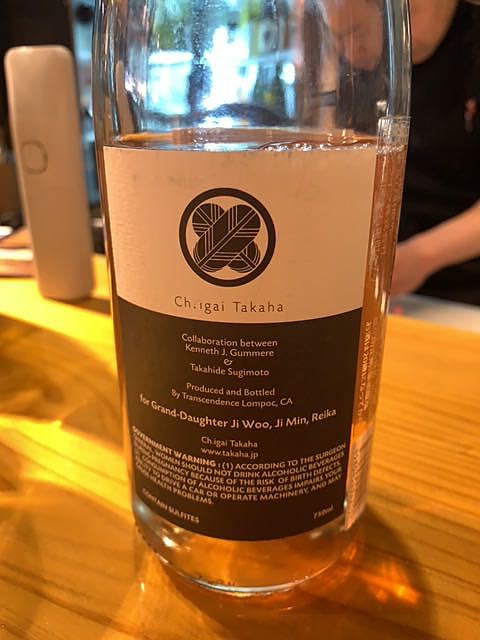 Ch.igai Takaha
Collaboration between
Kenneth J. Gummere
&
Takahide Sugimoto
Produced and Bottled
By Transcendence Lompoc, CA
for Grand-Daughter Ji Woo, Ji Min, Reika
Ch.igai Takaha
www.takaha.jp
GOVERNMENT WARNING : (1) ACCORDING TO THE SURGEON
WOMEN SHOULD NOT DRINK ALCOHOLIC BEVERAGES
PREGNANCY BECAUSE OF THE RISK OF BIRTH DEFECTS.
OF ALCOHOLIC BEVERAGES IMPAIRS YOUR
TO DRIVE A CAR OR OPERATE MACHINERY, AND MAY
HEALTH PROBLEMS.
CONTAIN SULFITES
750ml